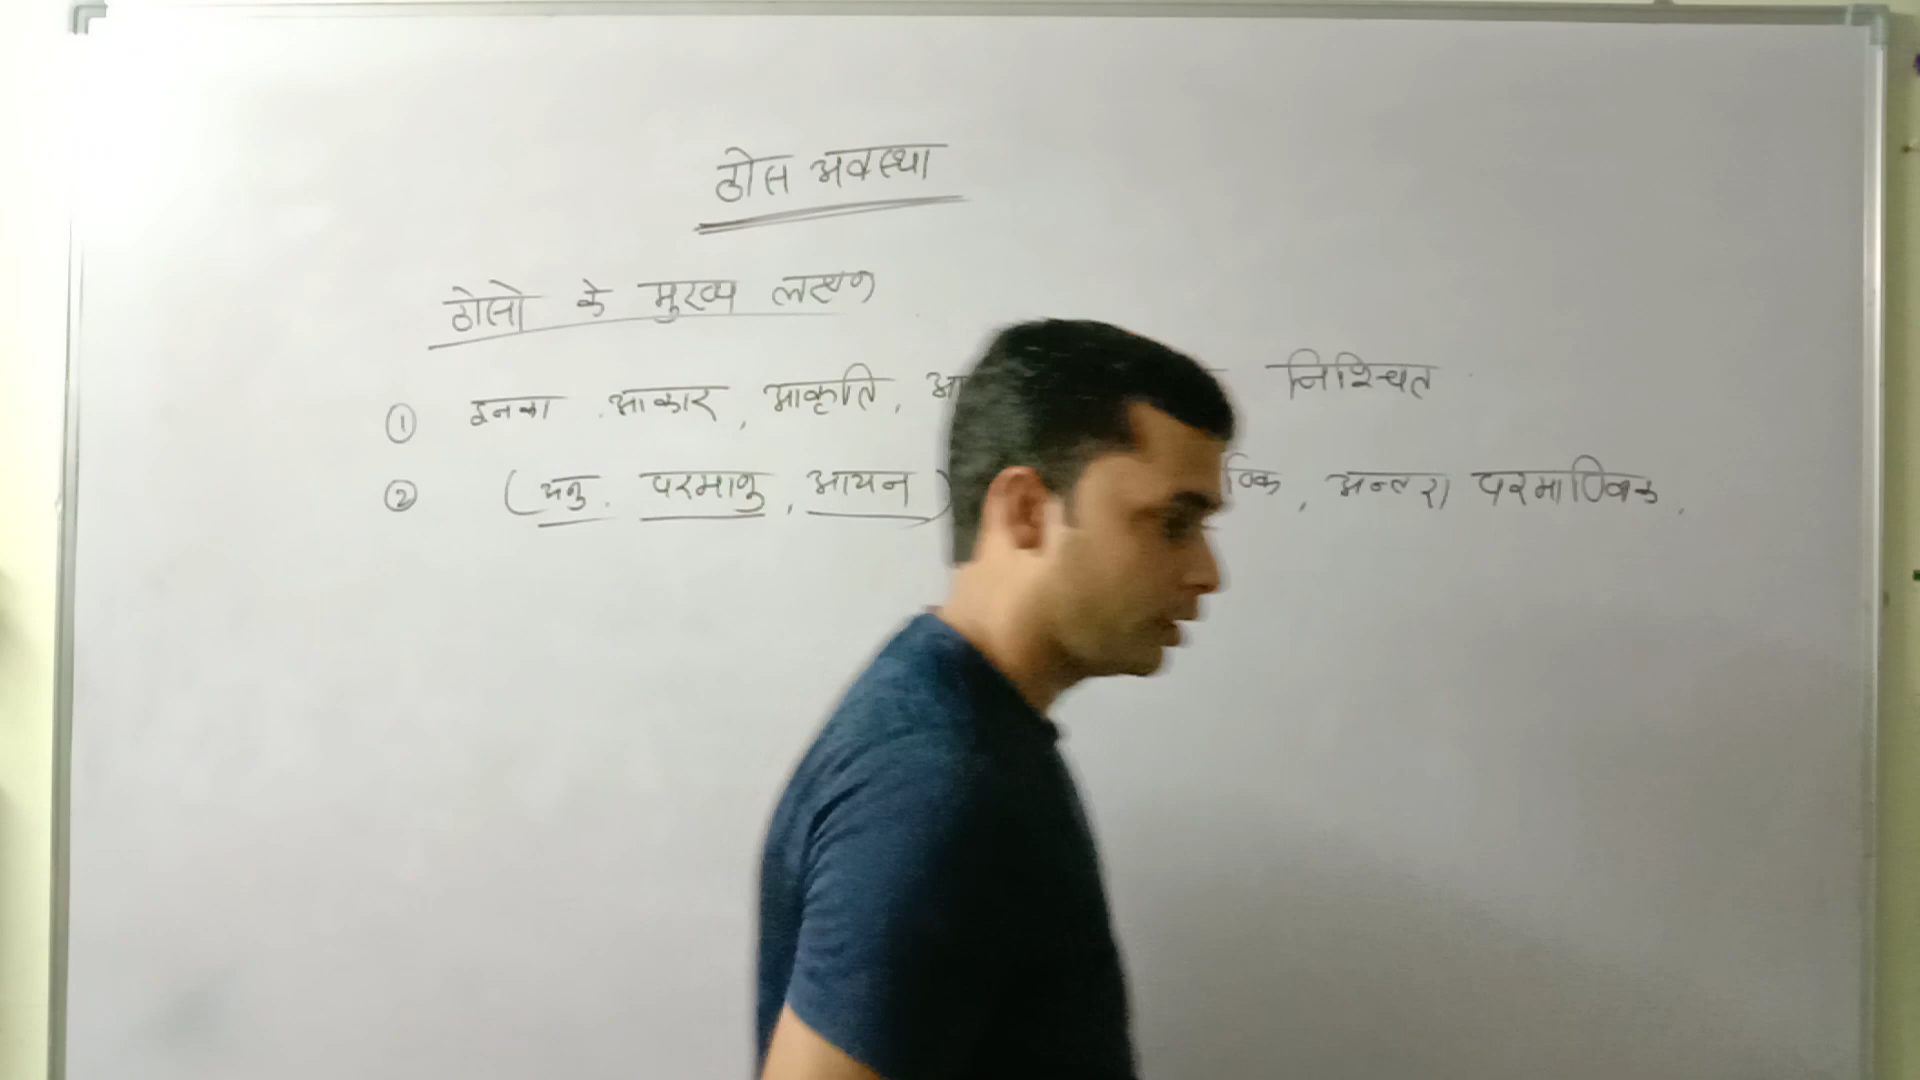 ठोस अवस्था
ठोसो के मुख्य लक्षण
① इनका आकार, आकृति, निश्चित
② (अनु. परमाणु, आयन) , अन्तरा परमाण्विक,